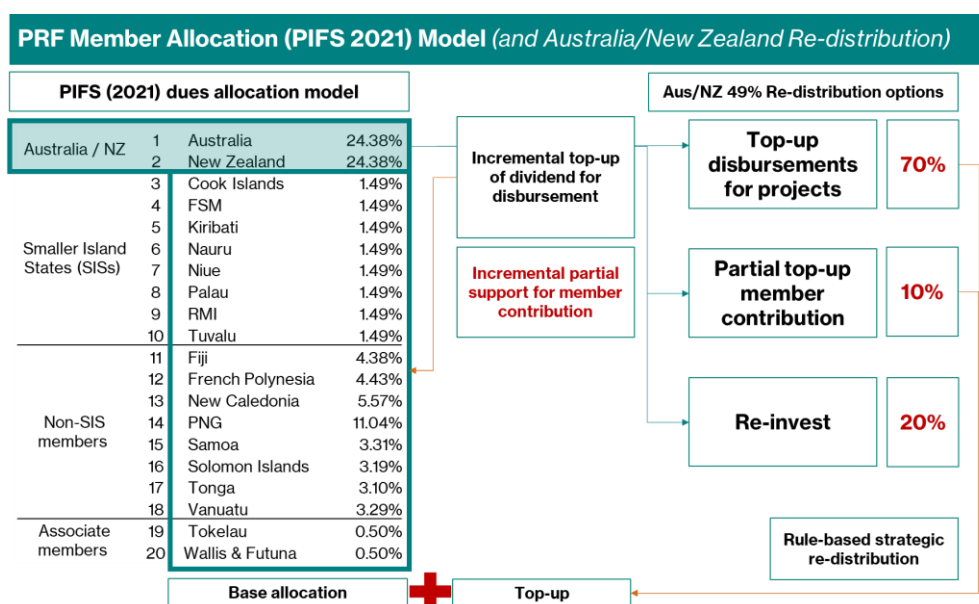 PRF Member Allocation (PIFS 2021) Model (and Australia/New Zealand Re-distribution)
PIFS (2021) dues allocation model
Australia / NZ
1 Australia 24.38%
2 New Zealand 24.38%
Smaller Island
States (SISs)
3 Cook Islands 1.49%
4 FSM 1.49%
5 Kiribati 1.49%
6 Nauru 1.49%
7 Niue 1.49%
8 Palau 1.49%
9 RMI 1.49%
10 Tuvalu 1.49%
Non-SIS
members
11 Fiji 4.38%
12 French Polynesia 4.43%
13 New Caledonia 5.57%
14 PNG 11.04%
15 Samoa 3.31%
16 Solomon Islands 3.19%
17 Tonga 3.10%
18 Vanuatu 3.29%
Associate
members
19 Tokelau 0.50%
20 Wallis & Futuna 0.50%
Base allocation
Incremental top-up
of dividend for
disbursement
Incremental partial
support for member
contribution
Top-up
Aus/NZ 49% Re-distribution options
Top-up
disbursements
for projects
70%
Partial top-up
member
contribution
10%
Re-invest
20%
Rule-based strategic
re-distribution